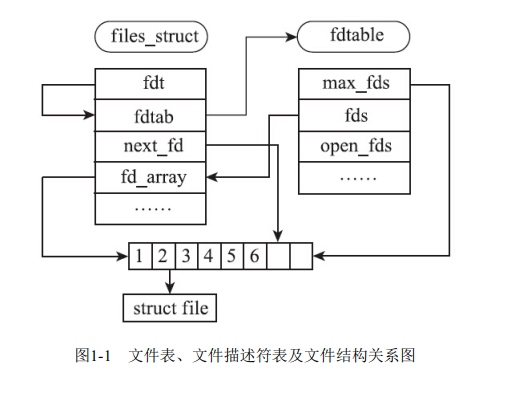 files_struct
fdtable
fdt
fdtab
next_fd
fd_array
……
max_fds
fds
open_fds
……
1 2 3 4 5 6
struct file
图1-1 文件表、文件描述符表及文件结构关系图